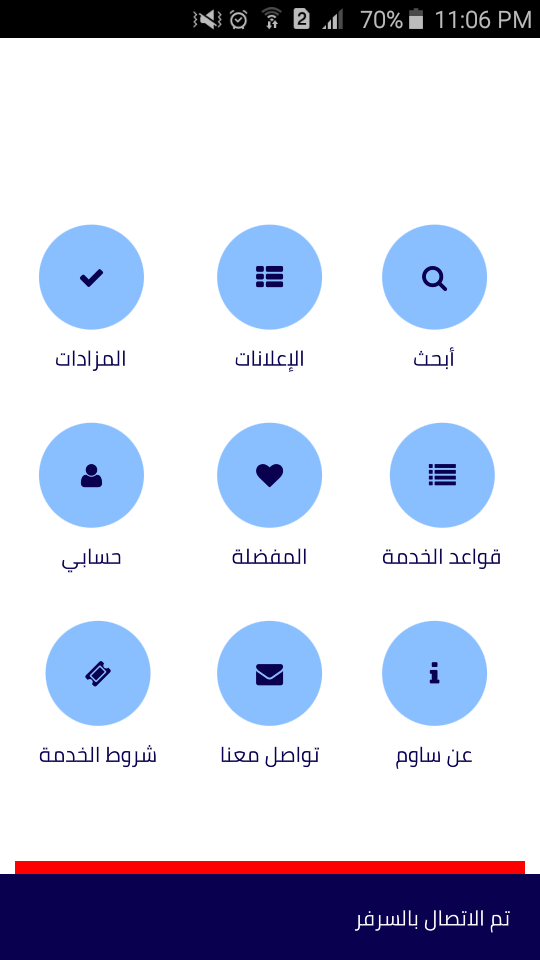 70% 11:06 PM
أبحث الإعلانات المزادات
قواعد الخدمة المفضلة حسابي
عن ساوم تواصل معنا شروط الخدمة
تم الاتصال بالسرفر